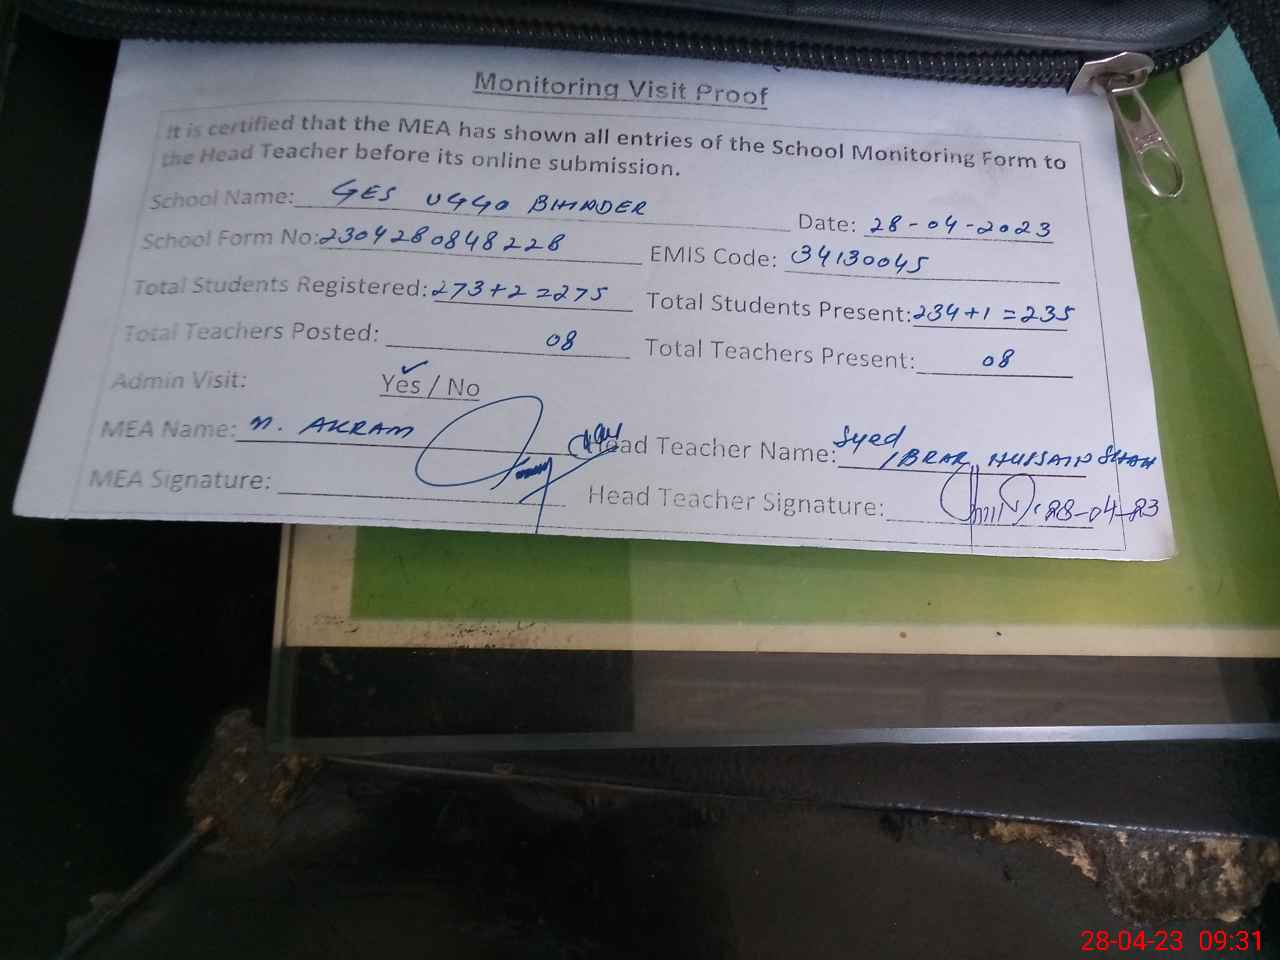 Monitoring Visit Proof
It is certified that the MEA has shown all entries of the School Monitoring Form to
the Head Teacher before its online submission.
School Name: GES UGGO BHADER Date: 28-04-2023
School Form No: 2304280848228 EMIS Code: 34130045
Total Students Registered: 273+2=275 Total Students Present: 234+1=235
Total Teachers Posted: 08 Total Teachers Present: 08
Admin Visit: Yes / No
MEA Name: M. AKRAM Head Teacher Name: Syed IBRAR HUSSAIN SHAH
MEA Signature: Head Teacher Signature: 28-04-23
28-04-23 09:31